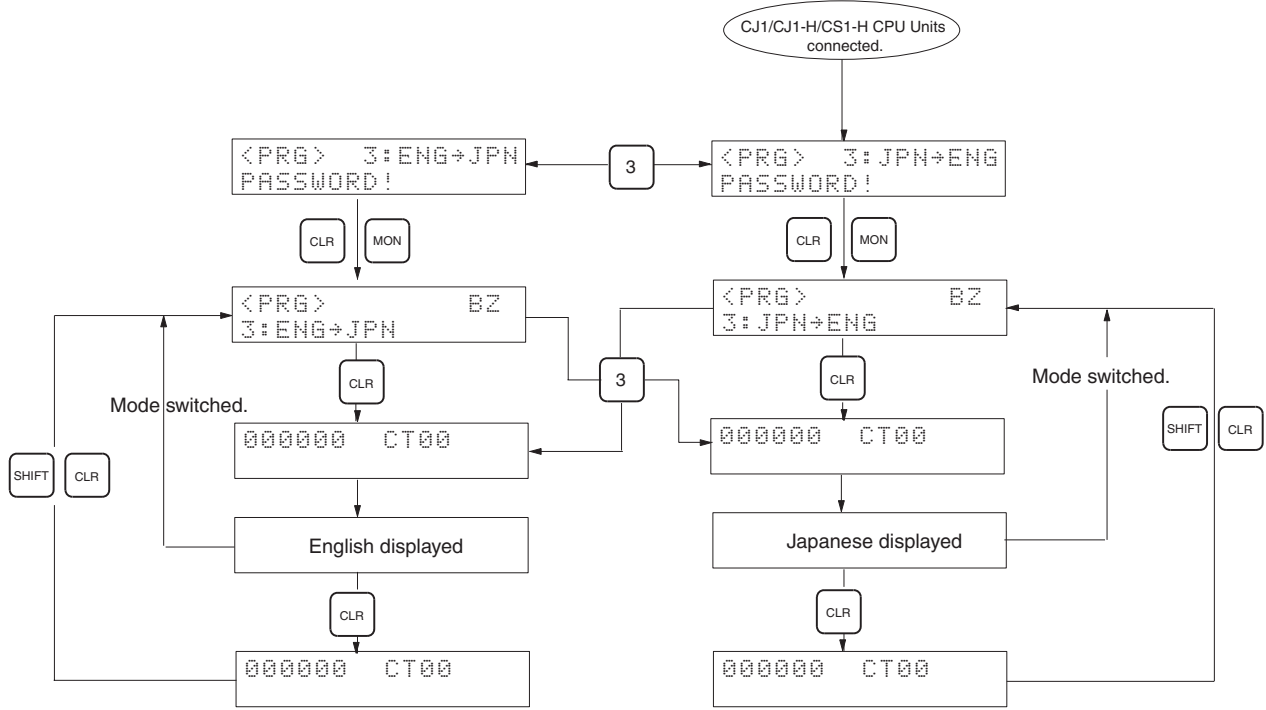 CJ1/CJ1-H/CS1-H CPU Units
connected.
<PRG> 3:ENG→JPN
PASSWORD!
3
<PRG> 3:JPN→ENG
PASSWORD!
CLR
MON
CLR
MON
<PRG> BZ
3:ENG→JPN
<PRG> BZ
3:JPN→ENG
CLR
3
CLR
Mode switched.
Mode switched.
000000 CT00
000000 CT00
SHIFT
CLR
SHIFT
CLR
English displayed
Japanese displayed
CLR
CLR
000000 CT00
000000 CT00